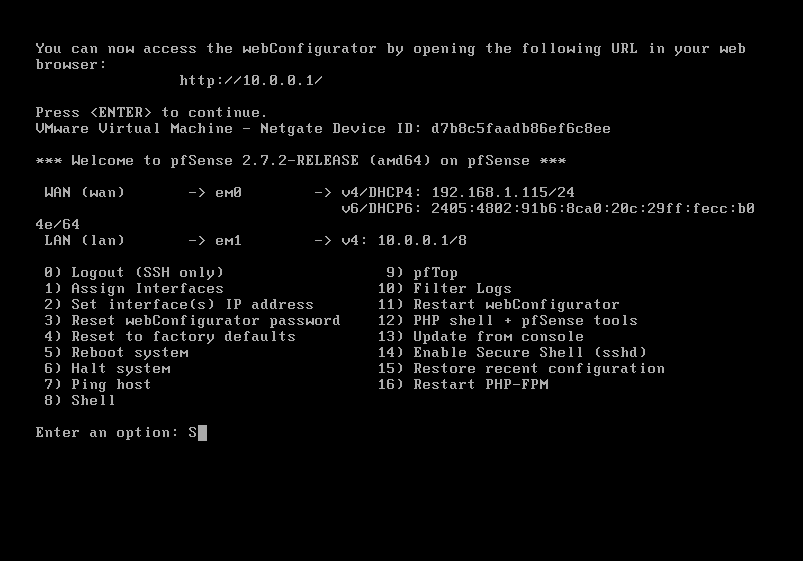 You can now access the webConfigurator by opening the following URL in your web
browser:
http://10.0.0.1/
Press <ENTER> to continue.
VMware Virtual Machine - Netgate Device ID: d7b8c5faadb86ef6c8ee
*** Welcome to pfSense 2.7.2-RELEASE (amd64) on pfSense ***
WAN (wan) -> em0 -> v4/DHCP4: 192.168.1.115/24
v6/DHCP6: 2405:4802:91b6:8ca0:20c:29ff:fecc:b0
4e/64
LAN (lan) -> em1 -> v4: 10.0.0.1/8
0) Logout (SSH only) 9) pfTop
1) Assign Interfaces 10) Filter Logs
2) Set interface(s) IP address 11) Restart webConfigurator
3) Reset webConfigurator password 12) PHP shell + pfSense tools
4) Reset to factory defaults 13) Update from console
5) Reboot system 14) Enable Secure Shell (sshd)
6) Halt system 15) Restore recent configuration
7) Ping host 16) Restart PHP-FPM
8) Shell
Enter an option: S